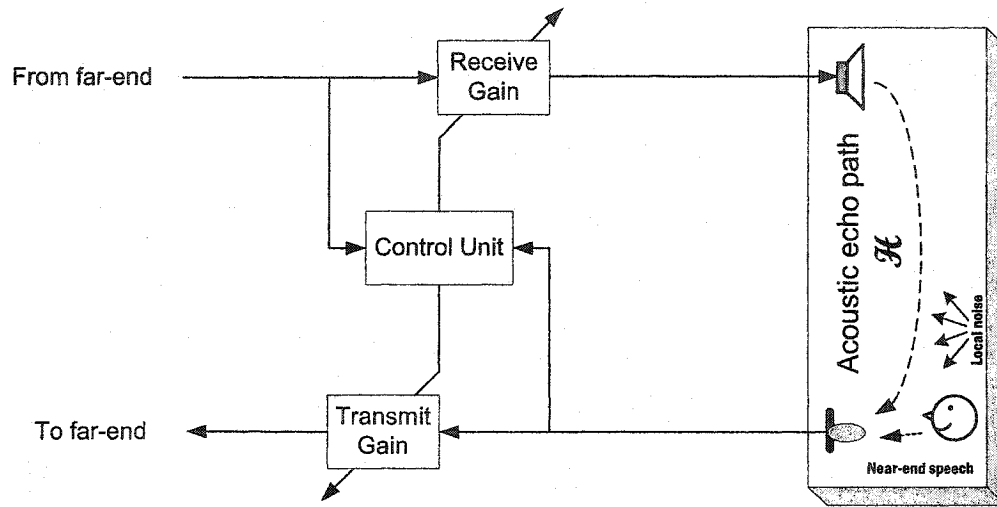 From far-end
Receive
Gain
Control Unit
Acoustic echo path
ℋ
Local noise
To far-end
Transmit
Gain
Near-end speech